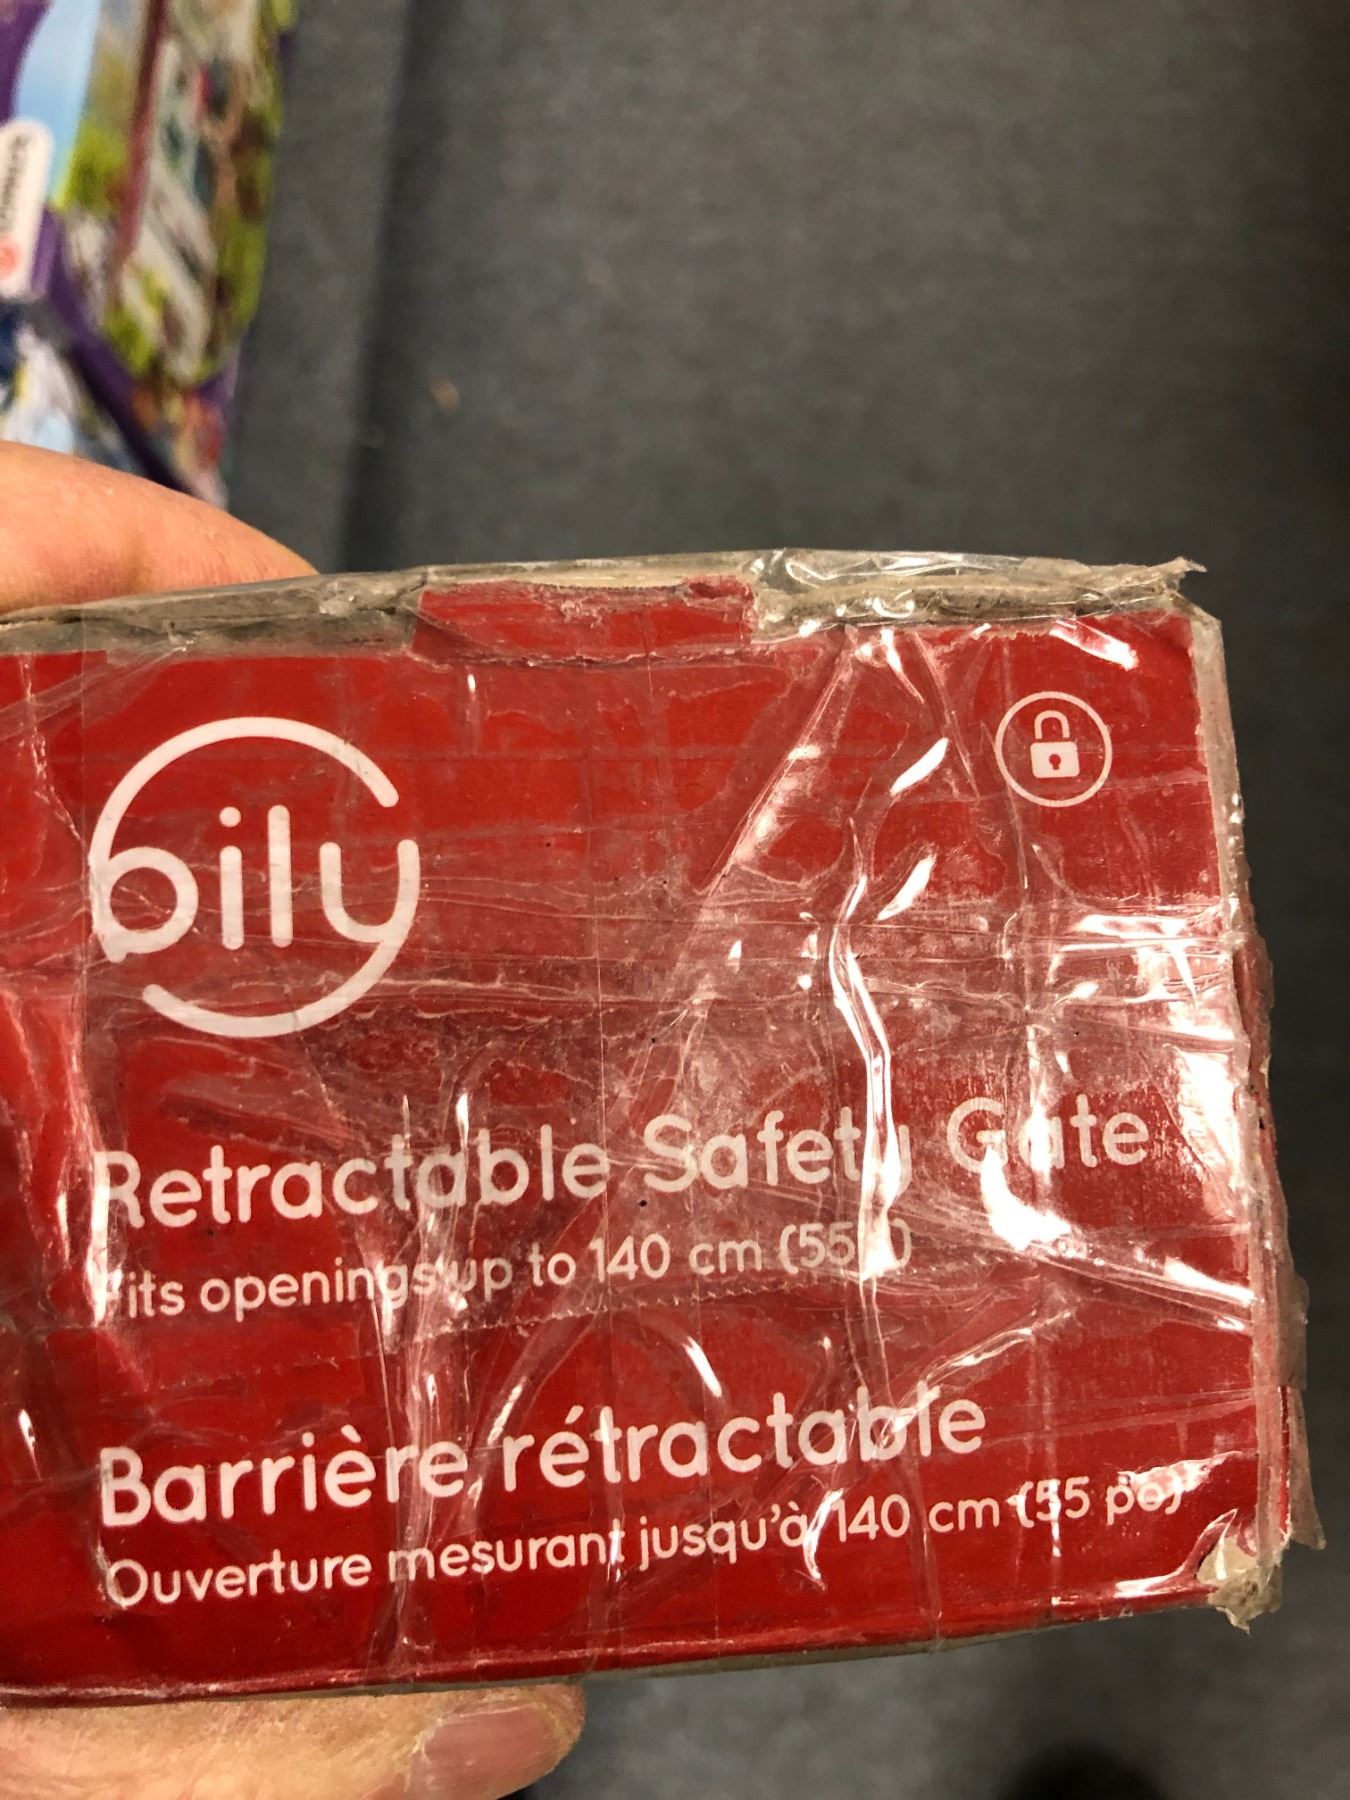 bily
Retractable Safety Gate
Fits openings up to 140 cm (55
Barrière rétractable
Ouverture mesurant jusqu'à 140 cm (55 po)